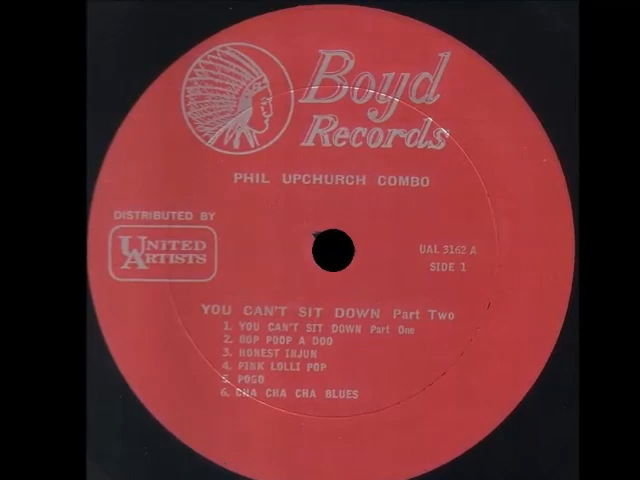 Boyd
Records
PHIL UPCHURCH COMBO
DISTRIBUTED BY
UNITED
ARTISTS
UAL 3162 A
SIDE 1
YOU CAN'T SIT DOWN Part Two
1. YOU CAN'T SIT DOWN Part One
2. OOP POOP A DOO
3. HONEST INJUN
4. PINK LOLLI POP
5. POGO
6. CHA CHA CHA BLUES